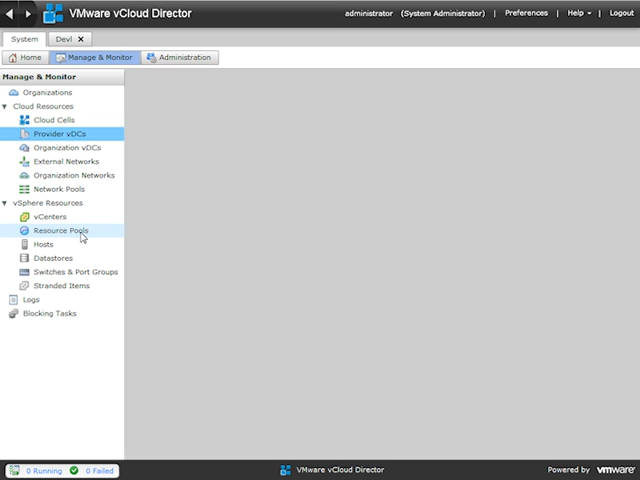 VMware vCloud Director
administrator (System Administrator) | Preferences | Help | Logout
System
Devl
Home
Manage & Monitor
Administration
Manage & Monitor
Organizations
Cloud Resources
Cloud Cells
Provider vDCs
Organization vDCs
External Networks
Organization Networks
Network Pools
vSphere Resources
vCenters
Resource Pools
Hosts
Datastores
Switches & Port Groups
Stranded Items
Logs
Blocking Tasks
0 Running 0 Failed
VMware vCloud Director
Powered by vmware